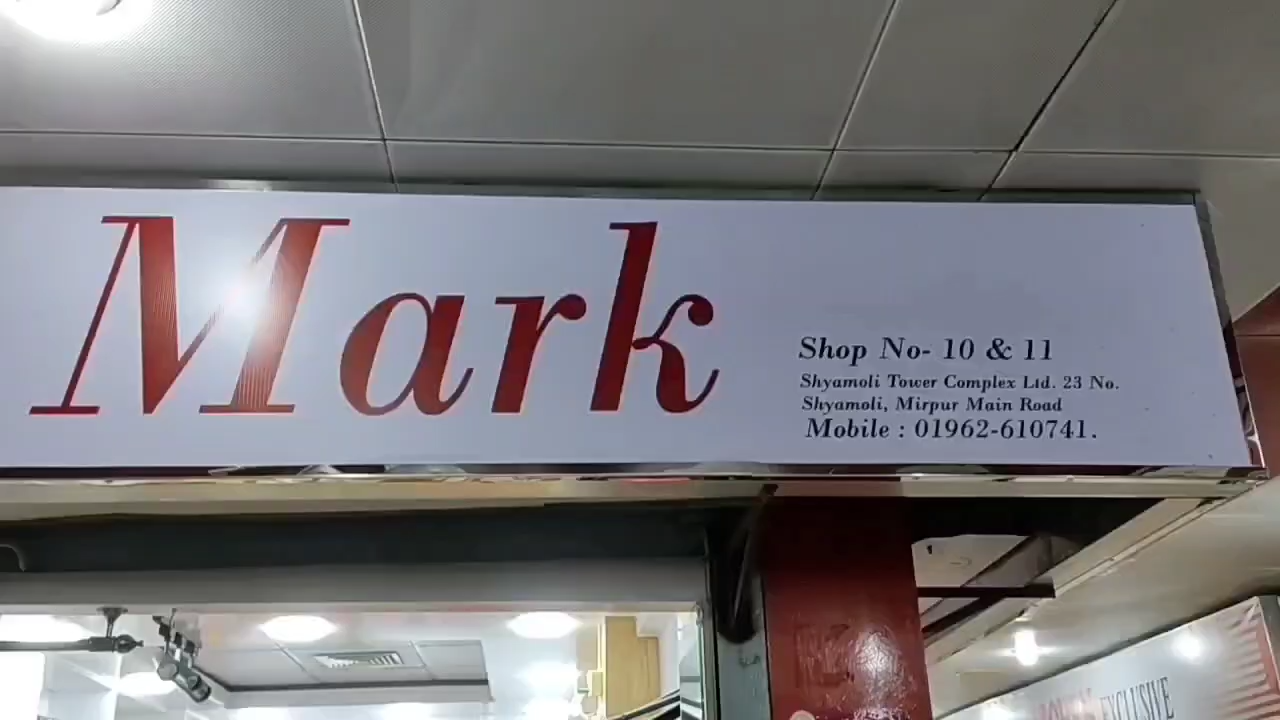 Mark
Shop No- 10 & 11
Shyamoli Tower Complex Ltd. 23 No.
Shyamoli, Mirpur Main Road
Mobile : 01962-610741.
EXCLUSIVE